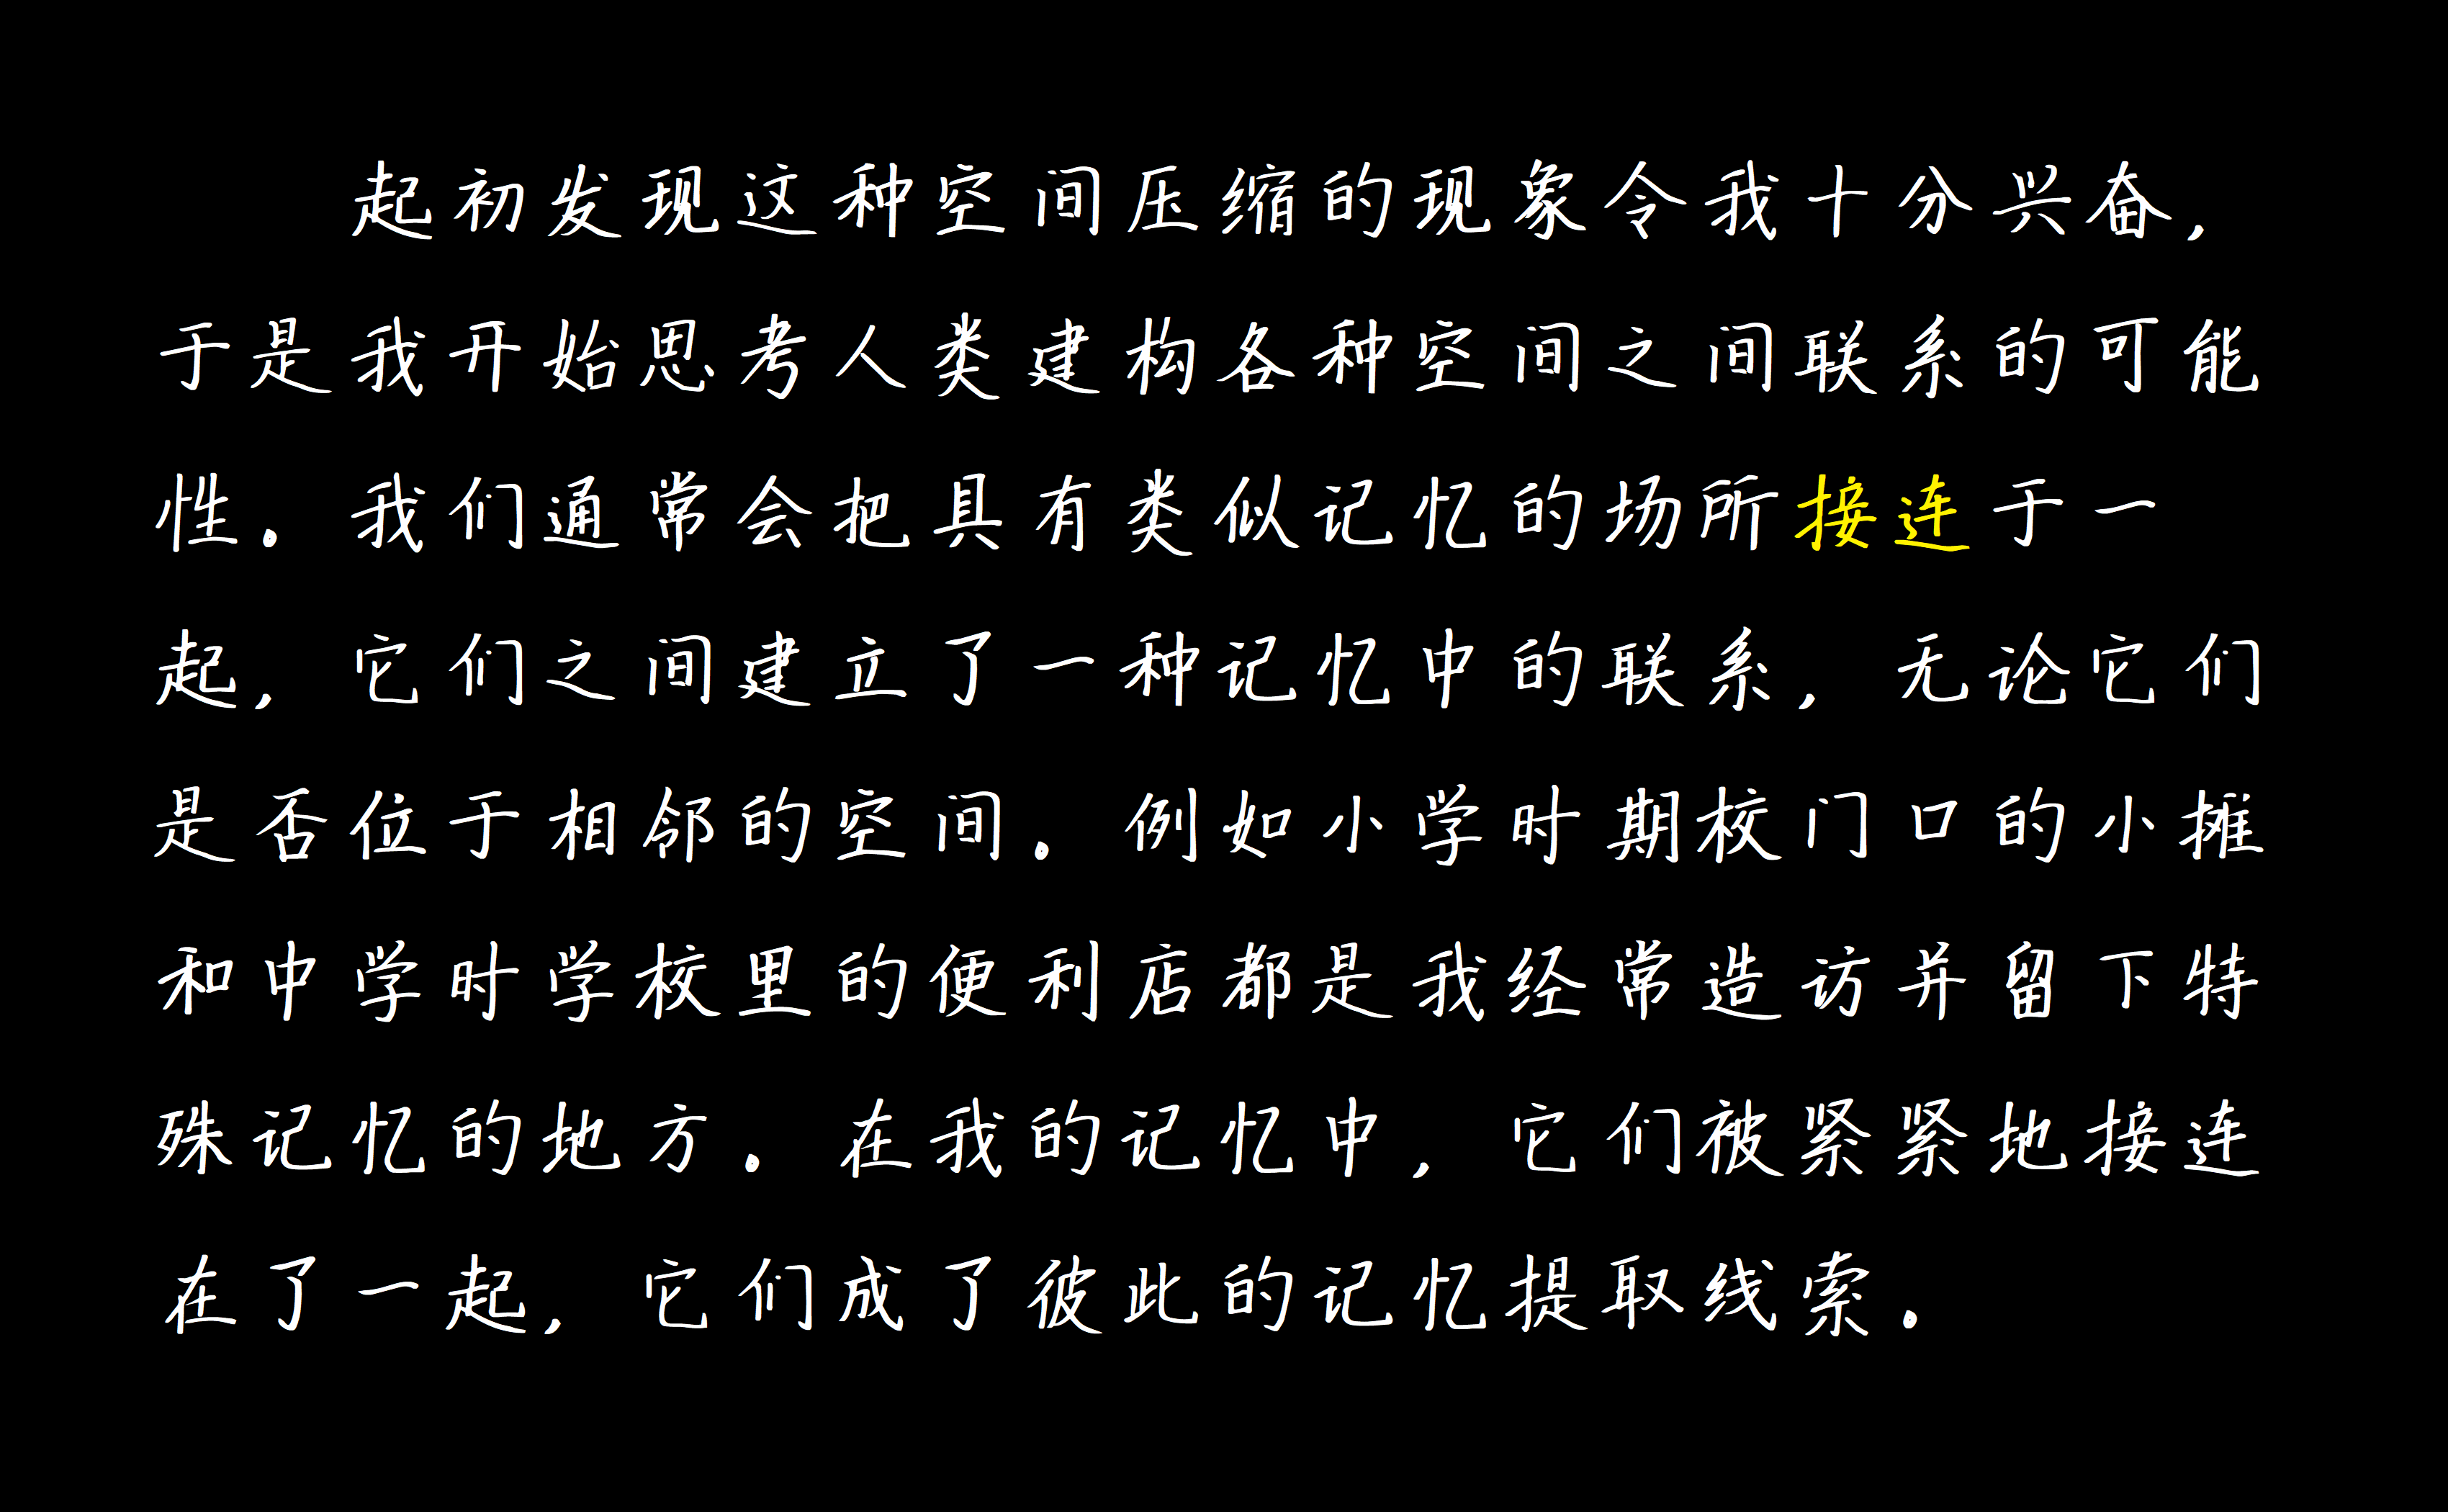 起初发现这种空间压缩的现象令我十分兴奋，
于是我开始思考人类建构各种空间之间联系的可能
性。我们通常会把具有类似记忆的场所接连于一
起，它们之间建立了一种记忆中的联系，无论它们
是否位于相邻的空间。例如小学时期校门口的小摊
和中学时学校里的便利店都是我经常造访并留下特
殊记忆的地方。在我的记忆中，它们被紧紧地接连
在了一起，它们成了彼此的记忆提取线索。